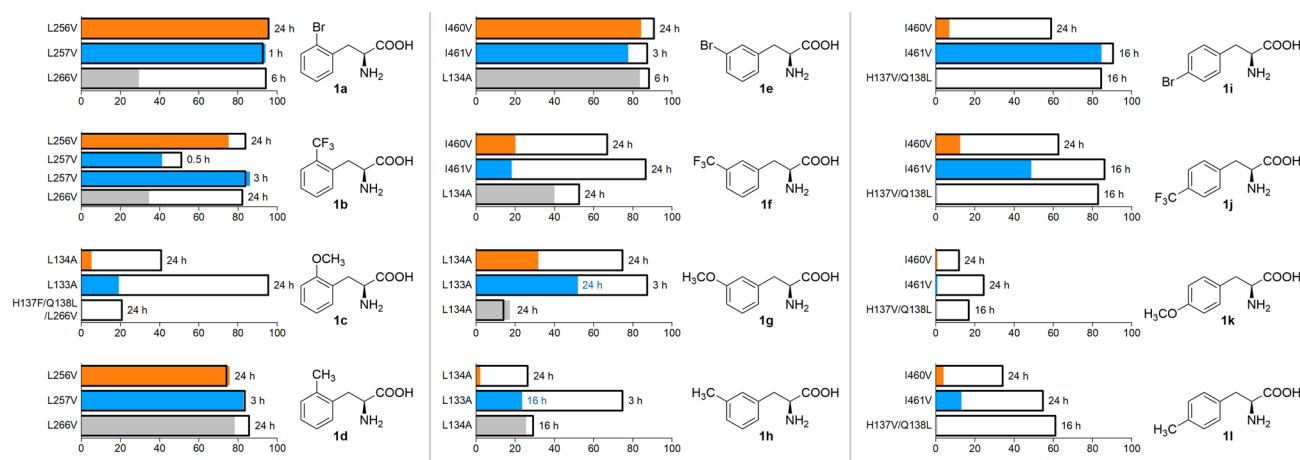 L256V 24 h
L257V 1 h
L266V 6 h
0 20 40 60 80 100
Br COOH
NH2
1a
L256V 24 h
L257V 0.5 h
L257V 3 h
L266V 24 h
0 20 40 60 80 100
CF3 COOH
NH2
1b
L134A 24 h
L133A 24 h
H137F/Q138L
/L266V 24 h
0 20 40 60 80 100
OCH3 COOH
NH2
1c
L256V 24 h
L257V 3 h
L266V 24 h
0 20 40 60 80 100
CH3 COOH
NH2
1d
I460V 24 h
I461V 3 h
L134A 6 h
0 20 40 60 80 100
Br COOH
NH2
1e
I460V 24 h
I461V 24 h
L134A 24 h
0 20 40 60 80 100
F3C COOH
NH2
1f
L134A 24 h
L133A 24 h 3 h
L134A 24 h
0 20 40 60 80 100
H3CO COOH
NH2
1g
L134A 24 h
L133A 16 h 3 h
L134A 16 h
0 20 40 60 80 100
H3C COOH
NH2
1h
I460V 24 h
I461V 16 h
H137V/Q138L 16 h
0 20 40 60 80 100
Br COOH
NH2
1i
I460V 24 h
I461V 16 h
H137V/Q138L 16 h
0 20 40 60 80 100
F3C COOH
NH2
1j
I460V 24 h
I461V 24 h
H137V/Q138L 16 h
0 20 40 60 80 100
H3CO COOH
NH2
1k
I460V 24 h
I461V 24 h
H137V/Q138L 16 h
0 20 40 60 80 100
H3C COOH
NH2
1l